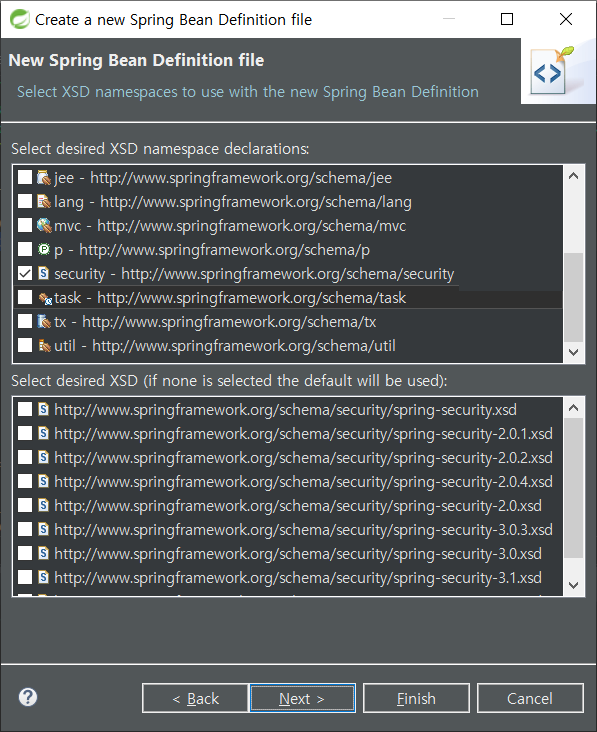 Create a new Spring Bean Definition file
New Spring Bean Definition file
Select XSD namespaces to use with the new Spring Bean Definition
Select desired XSD namespace declarations:
jee - http://www.springframework.org/schema/jee
lang - http://www.springframework.org/schema/lang
mvc - http://www.springframework.org/schema/mvc
p - http://www.springframework.org/schema/p
security - http://www.springframework.org/schema/security
task - http://www.springframework.org/schema/task
tx - http://www.springframework.org/schema/tx
util - http://www.springframework.org/schema/util
Select desired XSD (if none is selected the default will be used):
http://www.springframework.org/schema/security/spring-security.xsd
http://www.springframework.org/schema/security/spring-security-2.0.1.xsd
http://www.springframework.org/schema/security/spring-security-2.0.2.xsd
http://www.springframework.org/schema/security/spring-security-2.0.4.xsd
http://www.springframework.org/schema/security/spring-security-2.0.xsd
http://www.springframework.org/schema/security/spring-security-3.0.3.xsd
http://www.springframework.org/schema/security/spring-security-3.0.xsd
http://www.springframework.org/schema/security/spring-security-3.1.xsd
< Back
Next >
Finish
Cancel